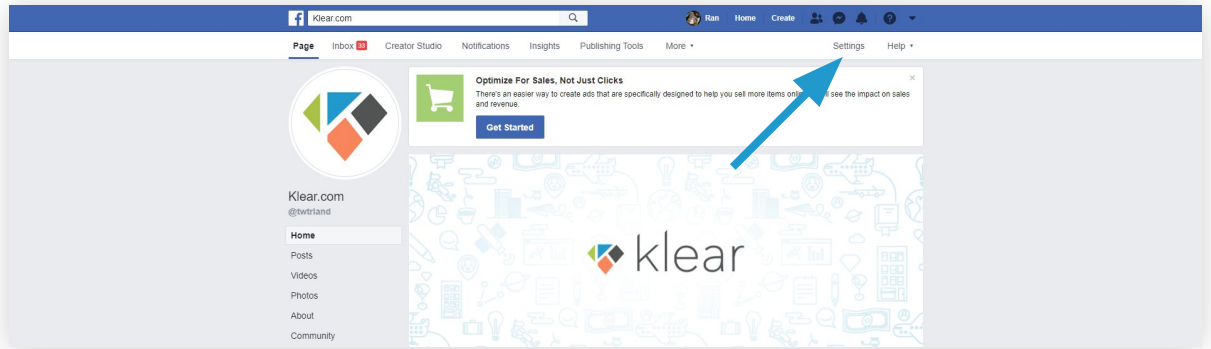 Klear.com
Ran Home Create
Page Inbox 33 Creator Studio Notifications Insights Publishing Tools More Settings Help
Optimize For Sales, Not Just Clicks
There's an easier way to create ads that are specifically designed to help you sell more items see the impact on sales
and revenue.
Get Started
Klear.com
@twtrland
Home
Posts
Videos
Photos
About
Community
klear